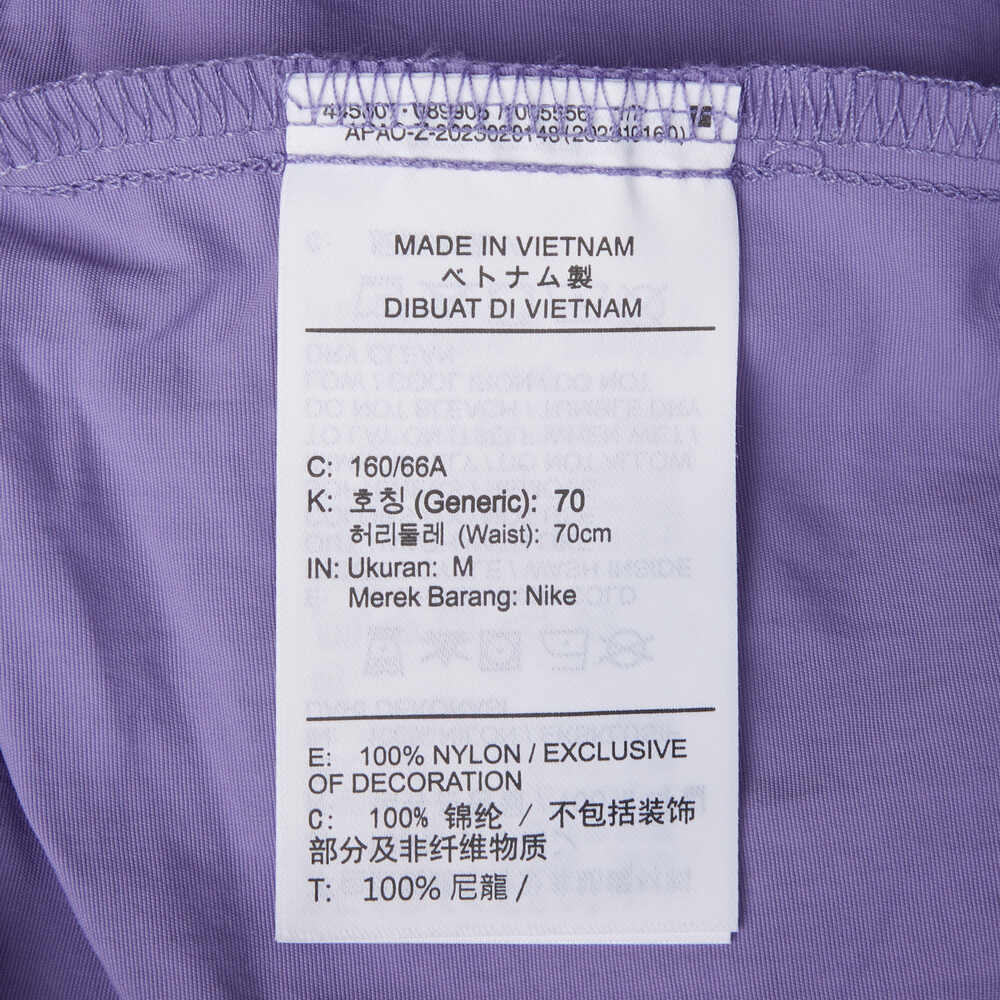 MADE IN VIETNAM
ベトナム製
DIBUAT DI VIETNAM
C: 160/66A
K: 호칭 (Generic): 70
허리둘레 (Waist): 70cm
IN: Ukuran: M
Merek Barang: Nike
E: 100% NYLON / EXCLUSIVE
OF DECORATION
C: 100% 锦纶 / 不包括装饰
部分及非纤维物质
T: 100% 尼龍 /